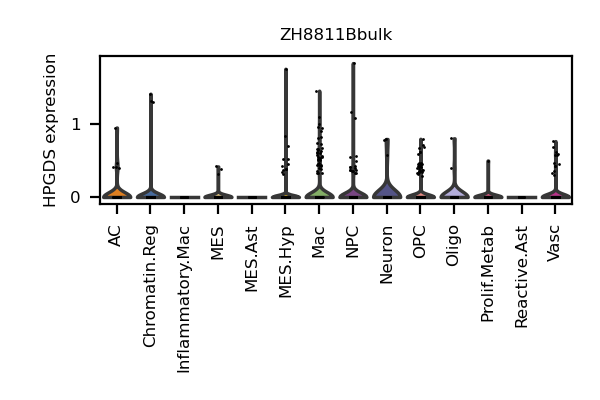 ZH8811Bbulk
HPGDS expression
1
0
AC
Chromatin.Reg
Inflammatory.Mac
MES
MES.Ast
MES.Hyp
Mac
NPC
Neuron
OPC
Oligo
Prolif.Metab
Reactive.Ast
Vasc